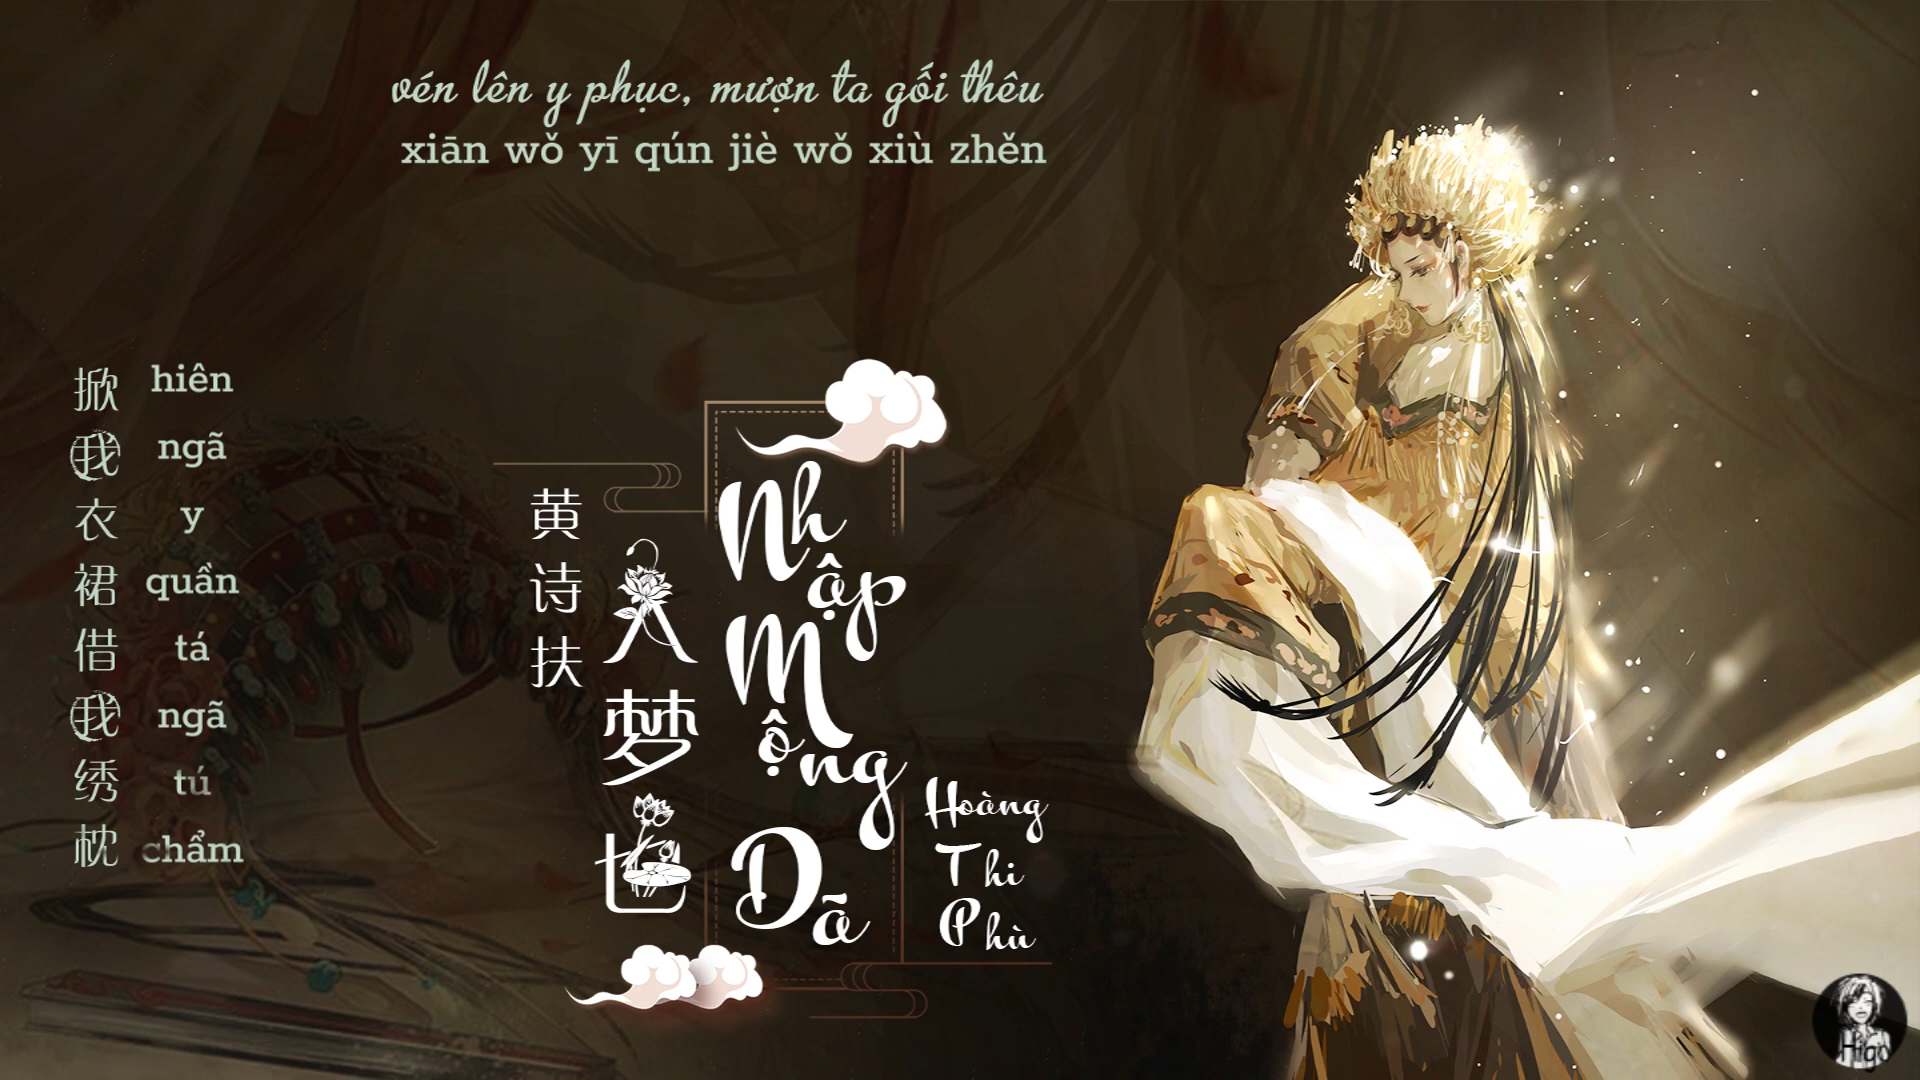 vén lên y phục, mượn ta gối thêu
xiān wǒ yī qún jiè wǒ xiù zhěn
掀我衣裙借我绣枕
hiên
ngã
y
quần
tá
ngã
tú
chẩm
黄诗扶
入梦也
Nhập Mộng Dã
Hoàng Thi Phù
Higo